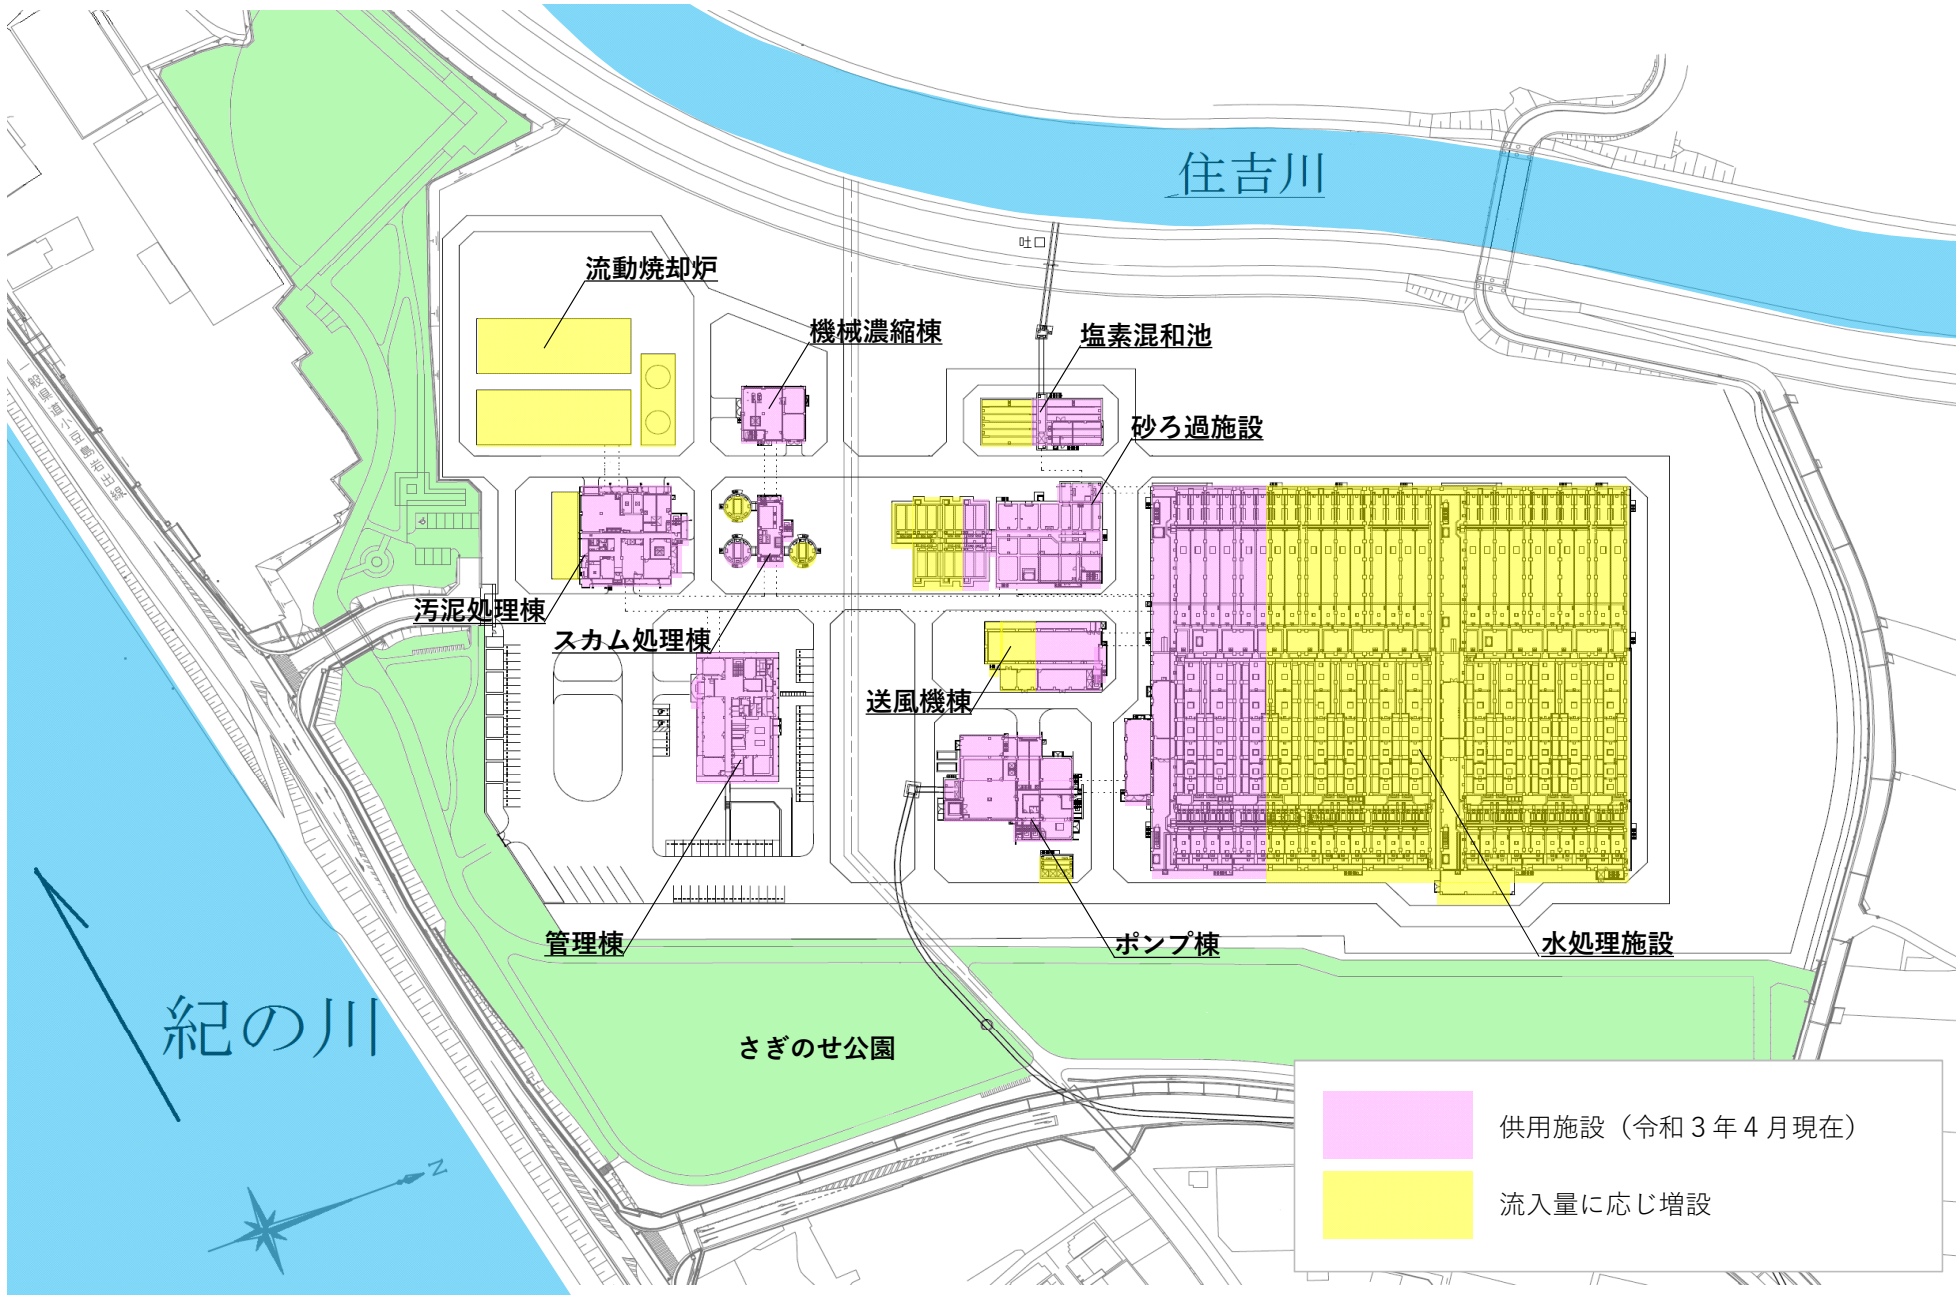 住吉川
吐口
流動焼却炉
機械濃縮棟
塩素混和池
砂ろ過施設
汚泥処理棟
スカム処理棟
送風機棟
管理棟
ポンプ棟
水処理施設
紀の川
さぎのせ公園
供用施設（令和３年４月現在）
流入量に応じ増設
N